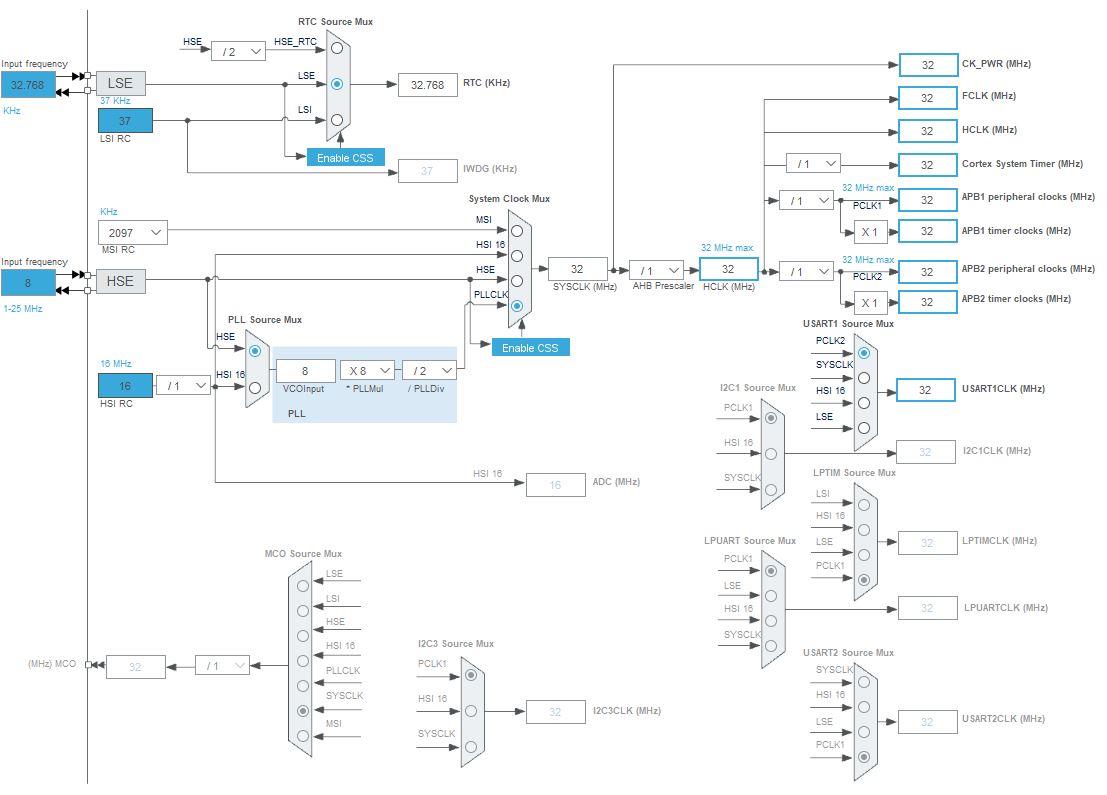 RTC Source Mux
HSE
/ 2
HSE_RTC
Input frequency
32.768
KHz
LSE
LSE
32.768
RTC (KHz)
37 KHz
37
LSI RC
LSI
Enable CSS
37
IWDG (KHz)
System Clock Mux
KHz
2097
MSI RC
MSI
HSI 16
HSE
PLLCLK
Input frequency
8
1-25 MHz
HSE
32
SYSCLK (MHz)
/ 1
AHB Prescaler
32 MHz max
32
HCLK (MHz)
Enable CSS
PLL Source Mux
HSE
HSI 16
16 MHz
16
HSI RC
/ 1
8
VCOInput
X 8
* PLLMul
/ 2
/ PLLDiv
PLL
32
CK_PWR (MHz)
32
FCLK (MHz)
32
HCLK (MHz)
/ 1
32
Cortex System Timer (MHz)
/ 1
32 MHz max
PCLK1
32
APB1 peripheral clocks (MHz)
X 1
32
APB1 timer clocks (MHz)
/ 1
32 MHz max
PCLK2
32
APB2 peripheral clocks (MHz)
X 1
32
APB2 timer clocks (MHz)
USART1 Source Mux
PCLK2
SYSCLK
HSI 16
LSE
32
USART1CLK (MHz)
I2C1 Source Mux
PCLK1
HSI 16
SYSCLK
32
I2C1CLK (MHz)
HSI 16
16
ADC (MHz)
LPTIM Source Mux
LSI
HSI 16
LSE
PCLK1
32
LPTIMCLK (MHz)
LPUART Source Mux
PCLK1
LSE
HSI 16
SYSCLK
32
LPUARTCLK (MHz)
MCO Source Mux
LSE
LSI
HSE
HSI 16
PLLCLK
SYSCLK
MSI
(MHz) MCO
32
/ 1
I2C3 Source Mux
PCLK1
HSI 16
SYSCLK
32
I2C3CLK (MHz)
USART2 Source Mux
SYSCLK
HSI 16
LSE
PCLK1
32
USART2CLK (MHz)